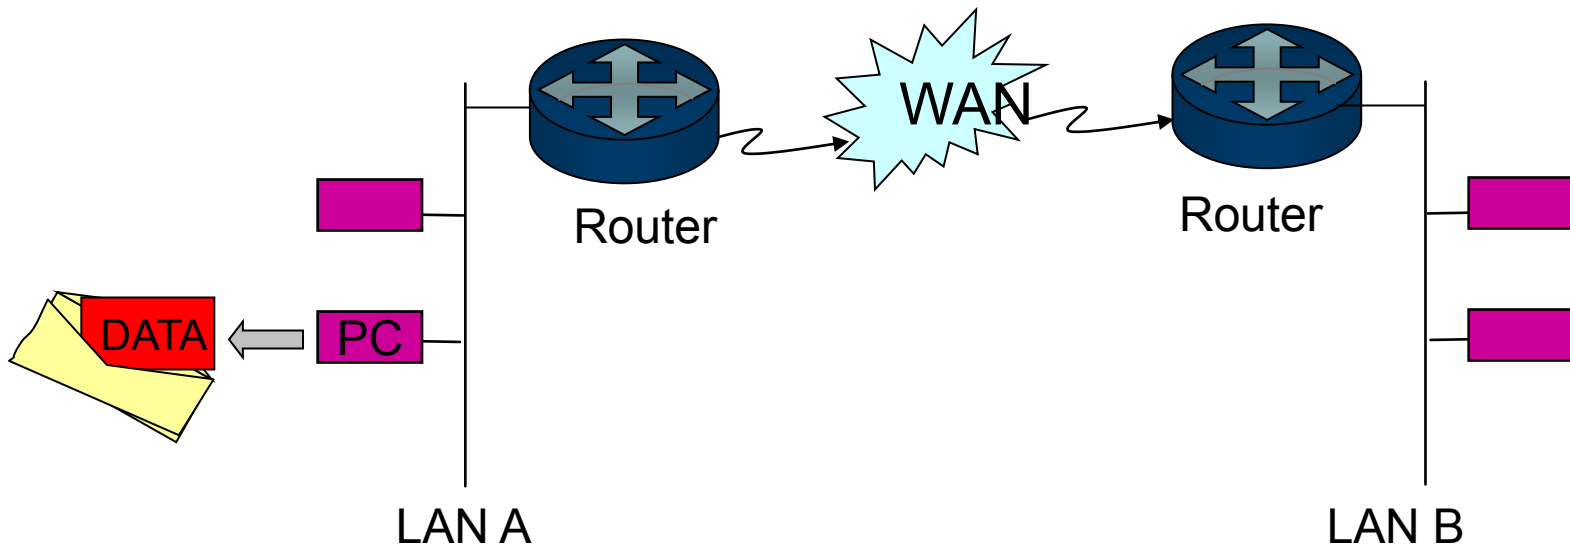 WAN
Router
Router
DATA
PC
LAN A
LAN B